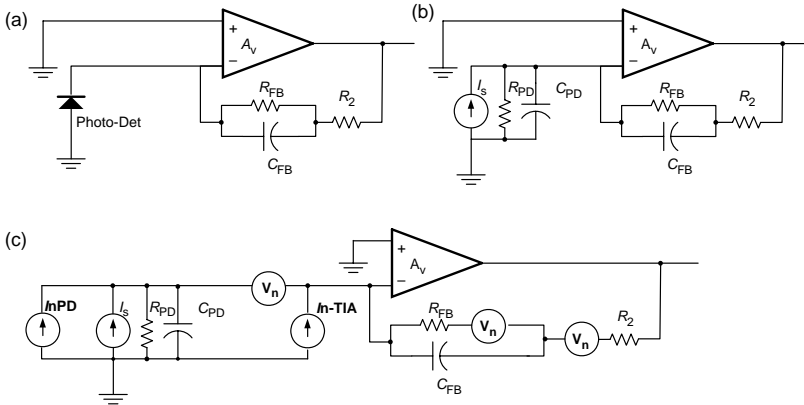 (a)
+
A_v
−
R_FB
R_2
Photo-Det
C_FB
(b)
+
A_v
−
I_s
R_PD
C_PD
R_FB
R_2
C_FB
(c)
+
A_v
−
InPD
I_s
R_PD
C_PD
V_n
In-TIA
R_FB
V_n
V_n
R_2
C_FB